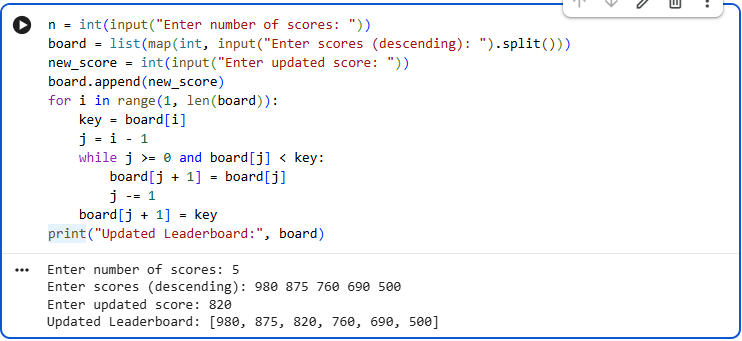 n = int(input("Enter number of scores: "))
board = list(map(int, input("Enter scores (descending): ").split()))
new_score = int(input("Enter updated score: "))
board.append(new_score)
for i in range(1, len(board)):
    key = board[i]
    j = i - 1
    while j >= 0 and board[j] < key:
        board[j + 1] = board[j]
        j -= 1
    board[j + 1] = key
print("Updated Leaderboard:", board)
Enter number of scores: 5
Enter scores (descending): 980 875 760 690 500
Enter updated score: 820
Updated Leaderboard: [980, 875, 820, 760, 690, 500]